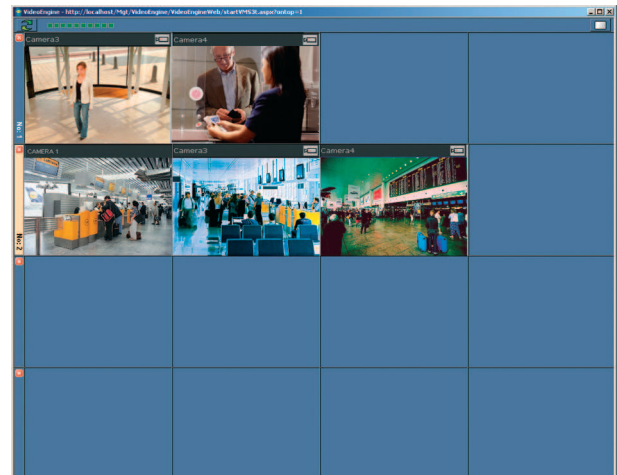 VideoEngine - http://localhost/Mgt/VideoEngine/VideoEngineWeb/startVMS3X.aspx?ontop=1
Camera3
Camera4
No: 1
CAMERA 1
Camera3
Camera4
No: 2